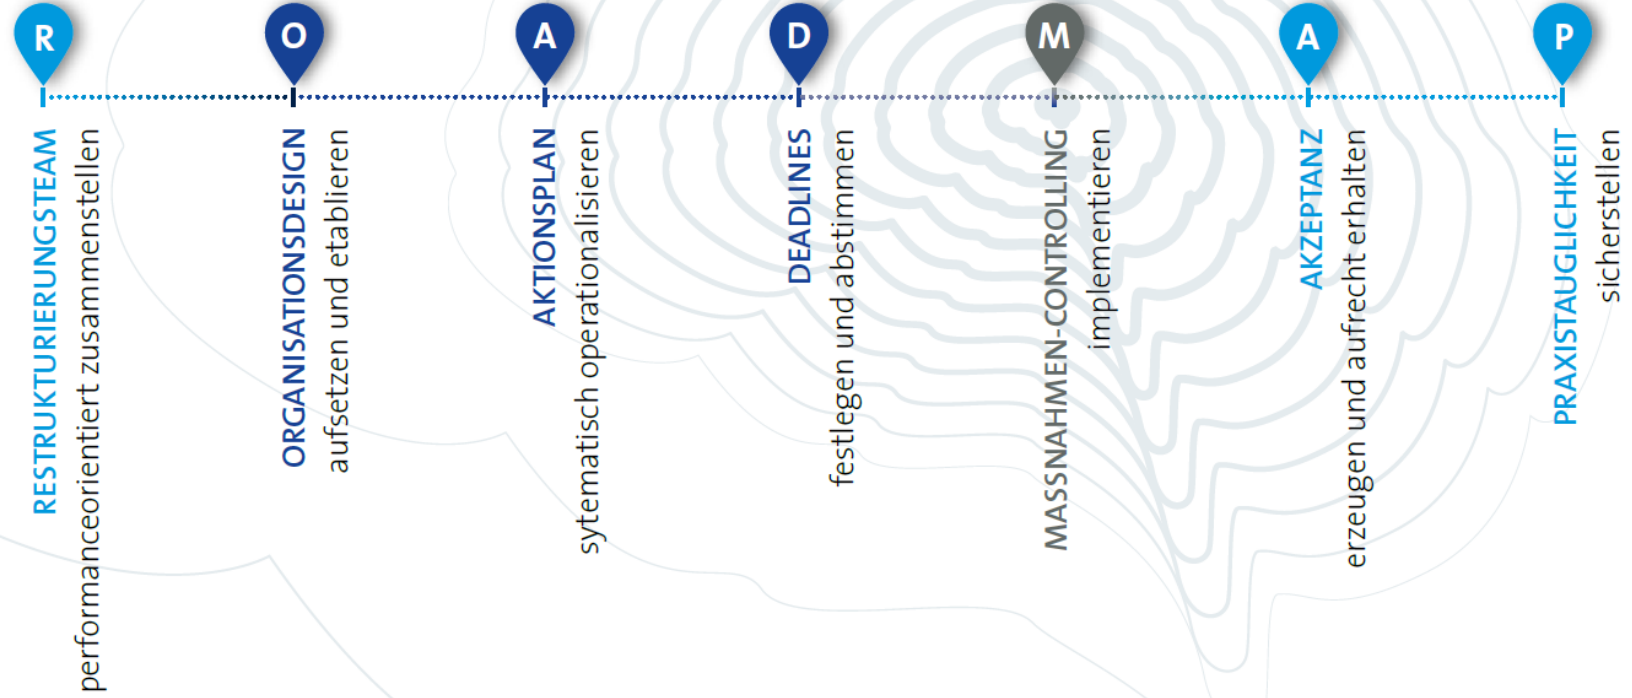 R
O
A
D
M
A
P
RESTRUKTURIERUNGSTEAM
performanceorientiert zusammenstellen
ORGANISATIONSDESIGN
aufsetzen und etablieren
AKTIONSPLAN
sytematisch operationalisieren
DEADLINES
festlegen und abstimmen
MASSNAHMEN-CONTROLLING
implementieren
AKZEPTANZ
erzeugen und aufrecht erhalten
PRAXISTAUGLICHKEIT
sicherstellen